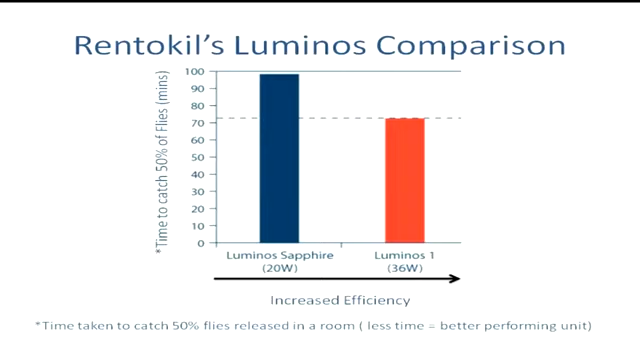 Rentokil's Luminos Comparison
*Time to catch 50% of Flies (mins)
100
90
80
70
60
50
40
30
20
10
0
Luminos Sapphire
(20W)
Luminos 1
(36W)
Increased Efficiency
*Time taken to catch 50% flies released in a room ( less time = better performing unit)